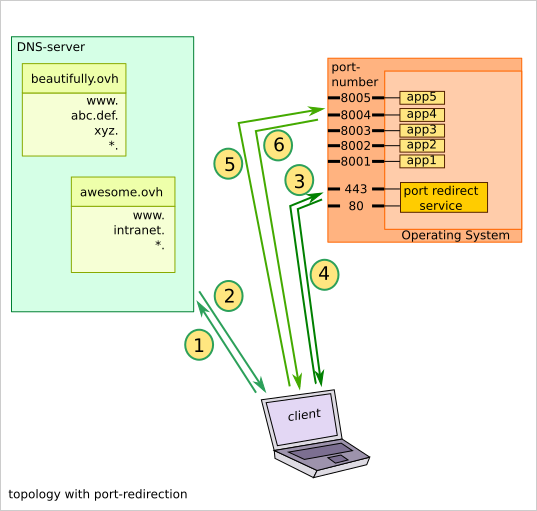 DNS-server
beautifully.ovh
www.
abc.def.
xyz.
*.
awesome.ovh
www.
intranet.
*.
port-
number
8005 app5
8004 app4
8003 app3
8002 app2
8001 app1
443
80
port redirect
service
Operating System
5
6
3
4
2
1
client
topology with port-redirection